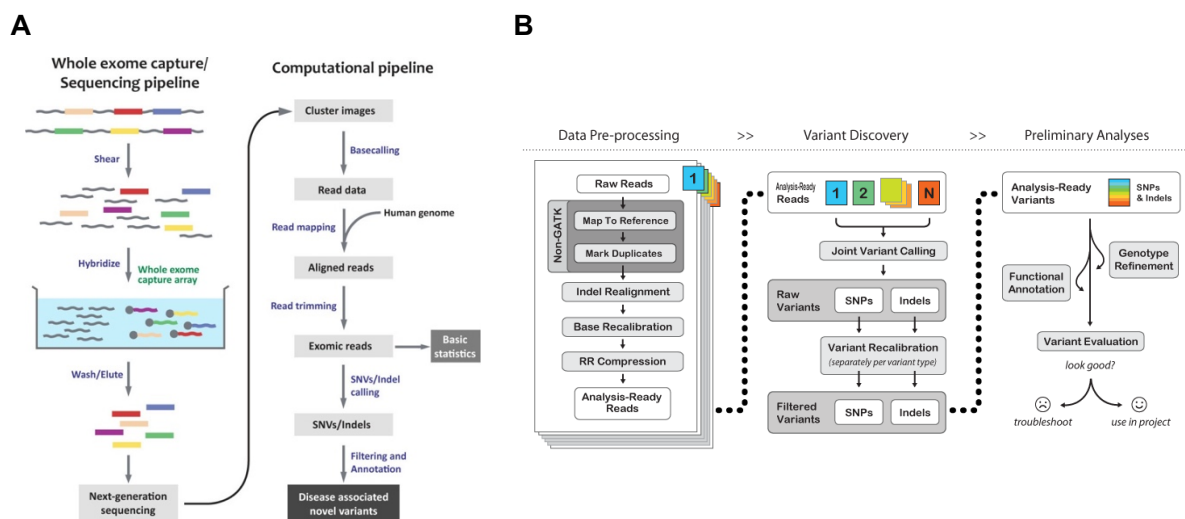 A
Whole exome capture/
Sequencing pipeline
Shear
Hybridize
Whole exome
capture array
Wash/Elute
Next-generation
sequencing
Computational pipeline
Cluster images
Basecalling
Read data
Human genome
Read mapping
Aligned reads
Read trimming
Exomic reads
Basic
statistics
SNVs/Indel
calling
SNVs/Indels
Filtering and
Annotation
Disease associated
novel variants
B
Data Pre-processing >> Variant Discovery >> Preliminary Analyses
Raw Reads
1
Non-GATK
Map To Reference
Mark Duplicates
Indel Realignment
Base Recalibration
RR Compression
Analysis-Ready
Reads
Analysis-Ready
Reads
1 2 N
Joint Variant Calling
Raw
Variants
SNPs Indels
Variant Recalibration
(separately per variant type)
Filtered
Variants
SNPs Indels
Analysis-Ready
Variants
SNPs
& Indels
Genotype
Refinement
Functional
Annotation
Variant Evaluation
look good?
troubleshoot use in project